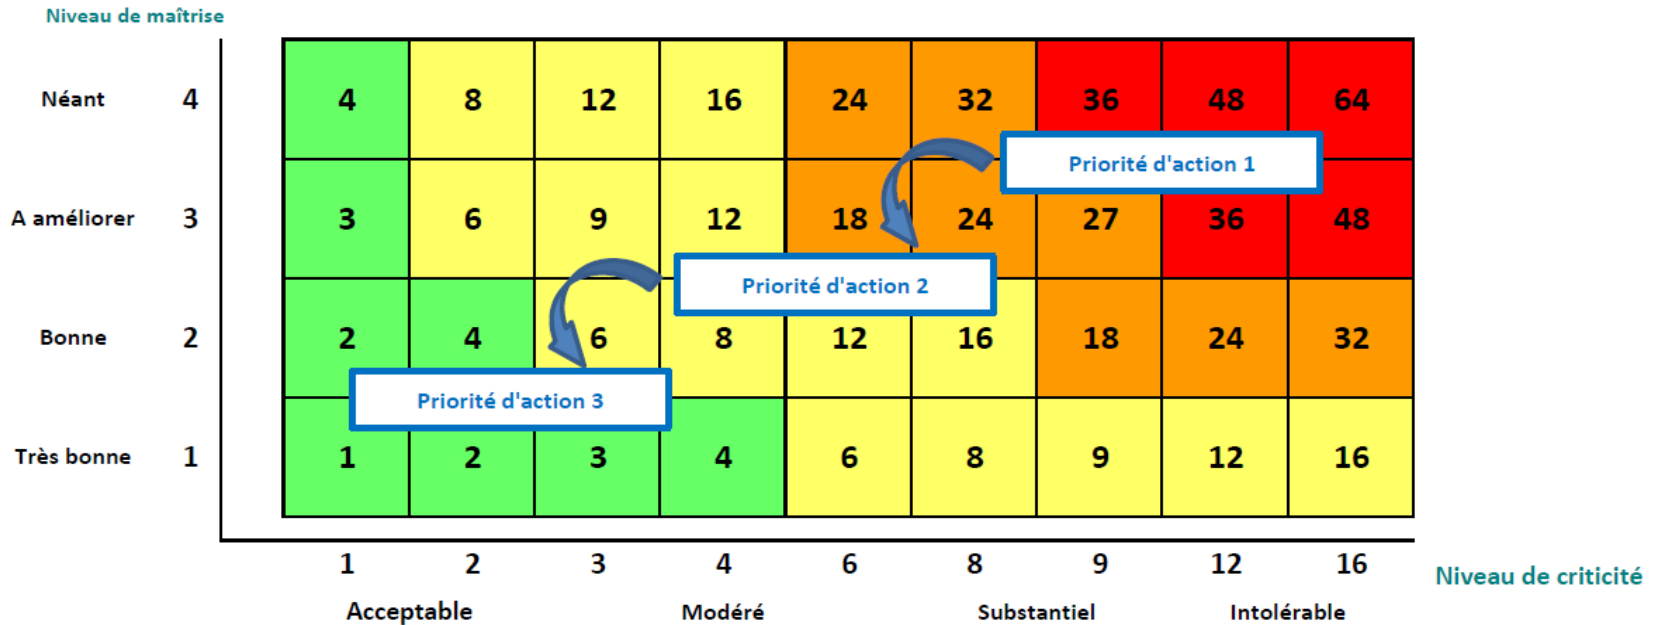 Niveau de maîtrise
Néant 4 4 8 12 16 24 32 36 48 64
Priorité d'action 1
A améliorer 3 3 6 9 12 18 24 27 36 48
Priorité d'action 2
Bonne 2 2 4 6 8 12 16 18 24 32
Priorité d'action 3
Très bonne 1 1 2 3 4 6 8 9 12 16
1 2 3 4 6 8 9 12 16
Niveau de criticité
Acceptable Modéré Substantiel Intolérable